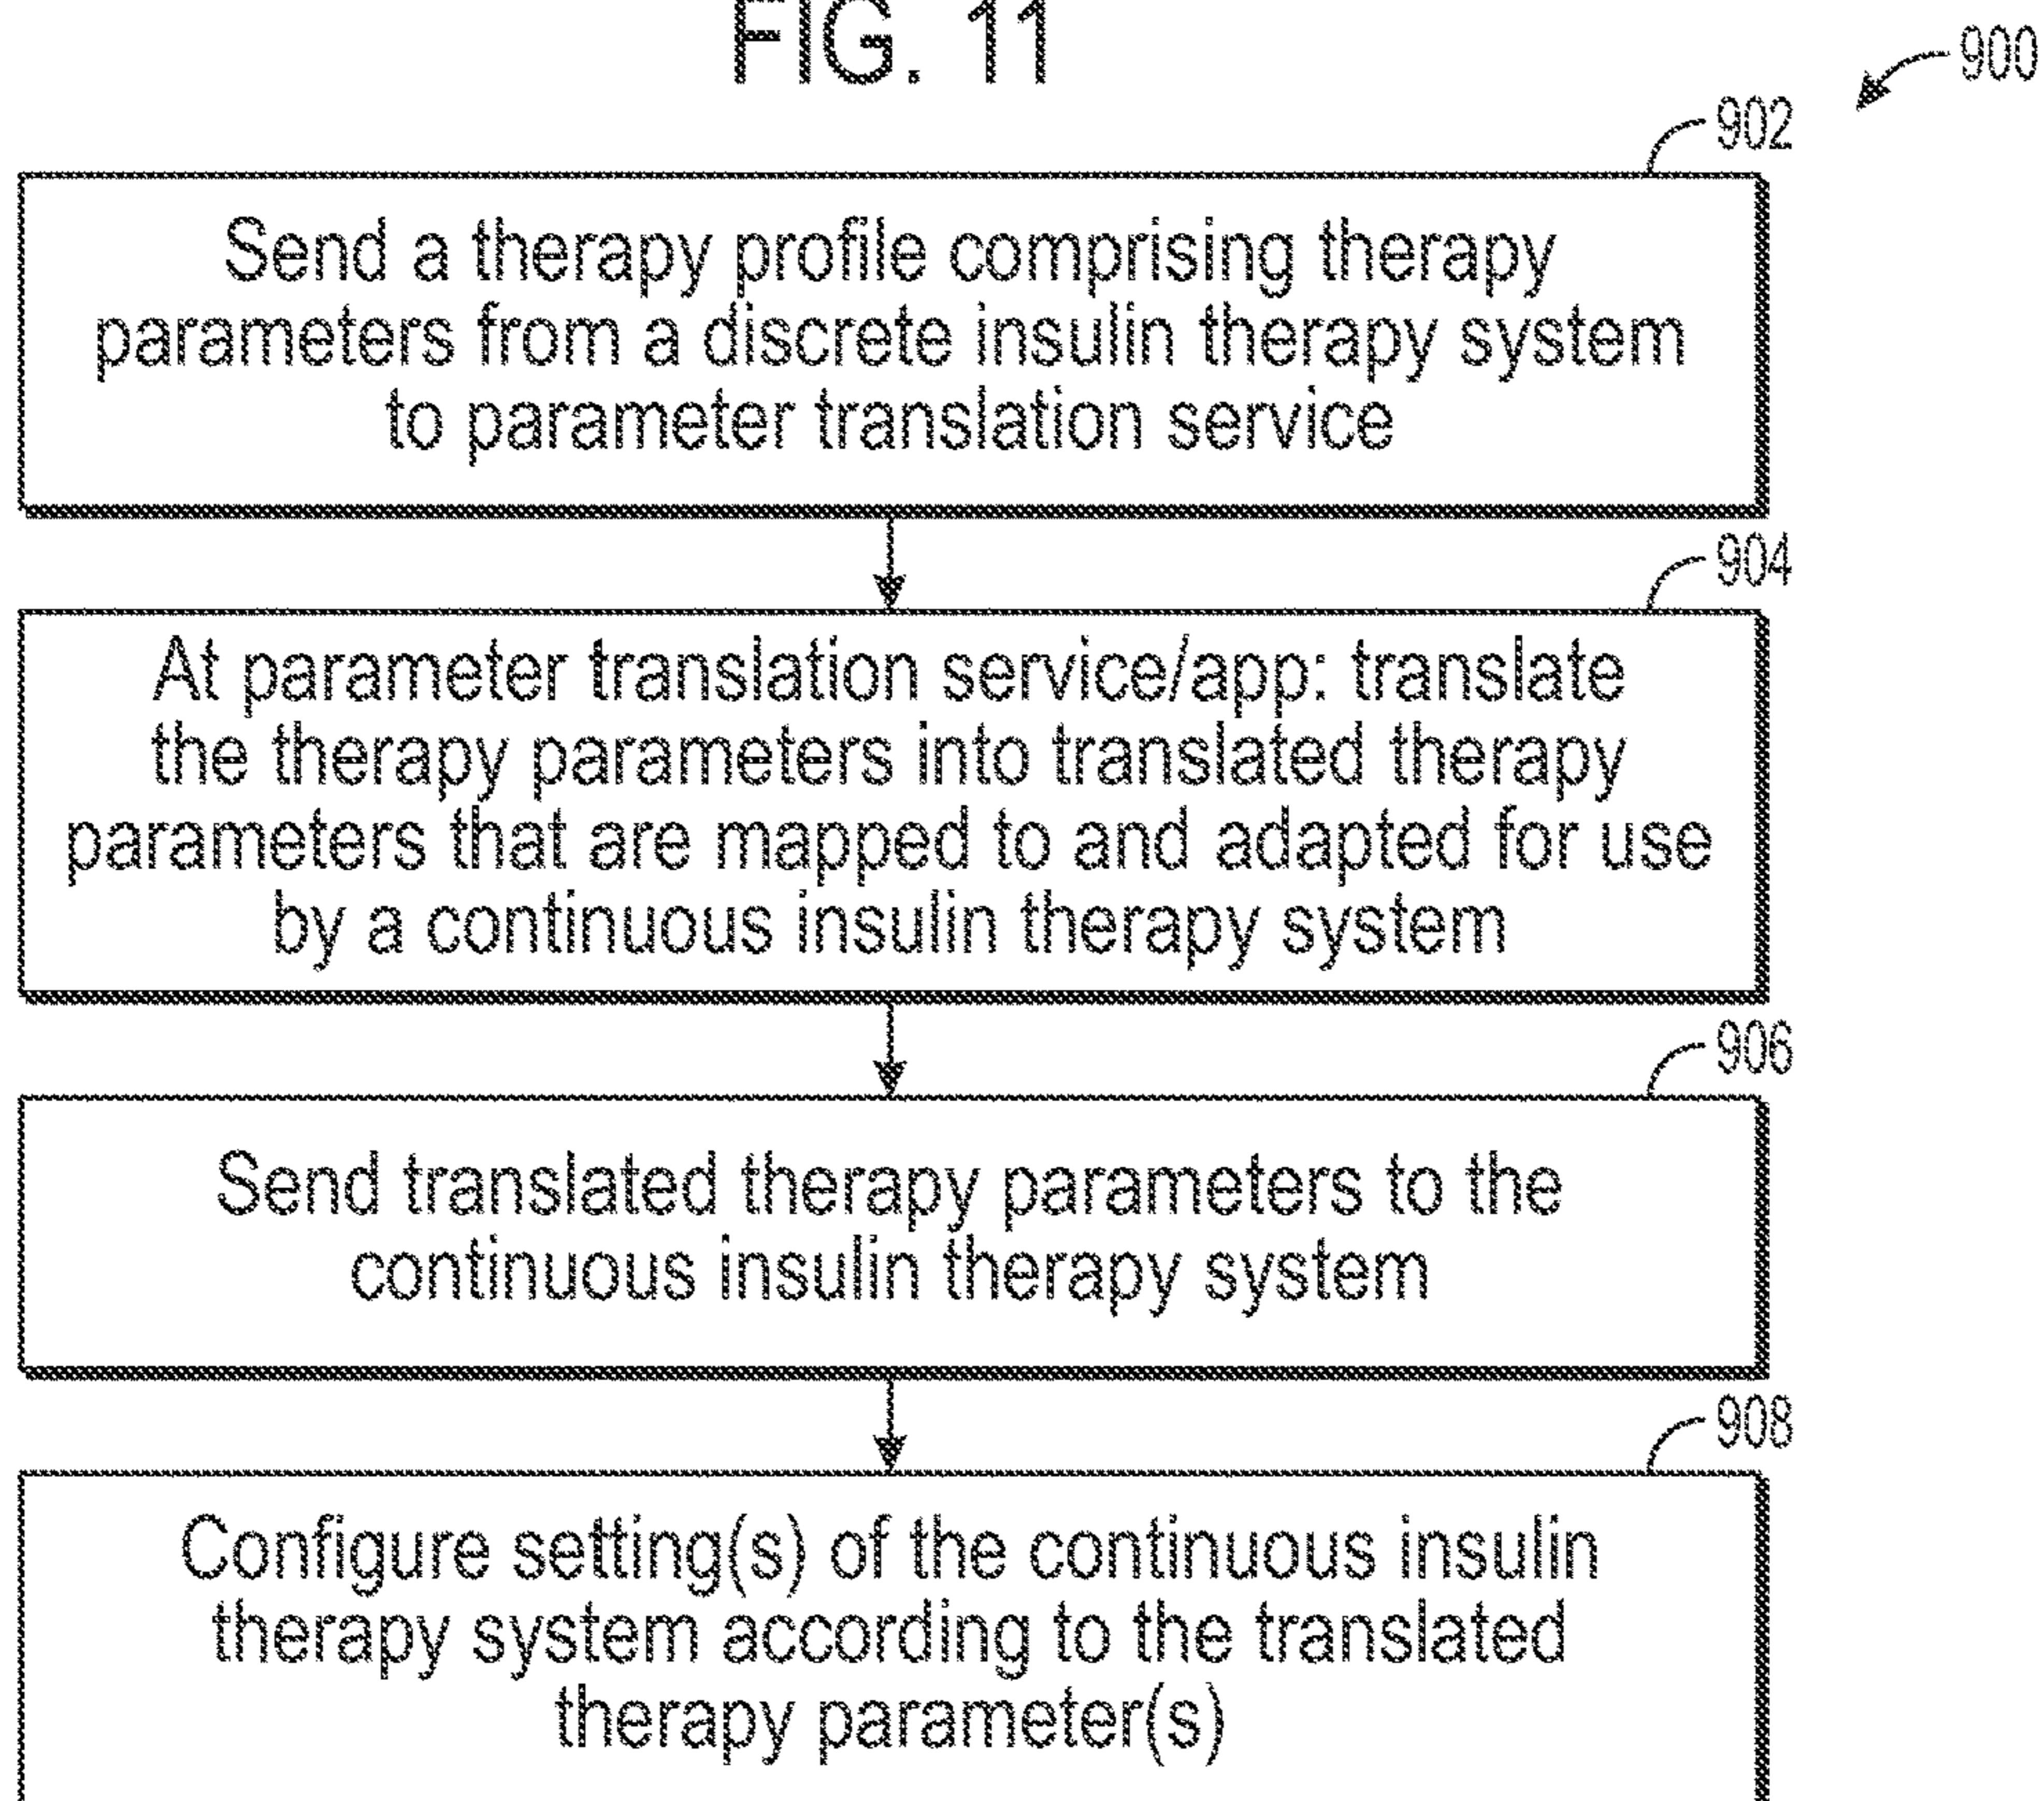 FIG. 11
900
902
Send a therapy profile comprising therapy
parameters from a discrete insulin therapy system
to parameter translation service
904
At parameter translation service/app: translate
the therapy parameters into translated therapy
parameters that are mapped to and adapted for use
by a continuous insulin therapy system
906
Send translated therapy parameters to the
continuous insulin therapy system
908
Configure setting(s) of the continuous insulin
therapy system according to the translated
therapy parameter(s)